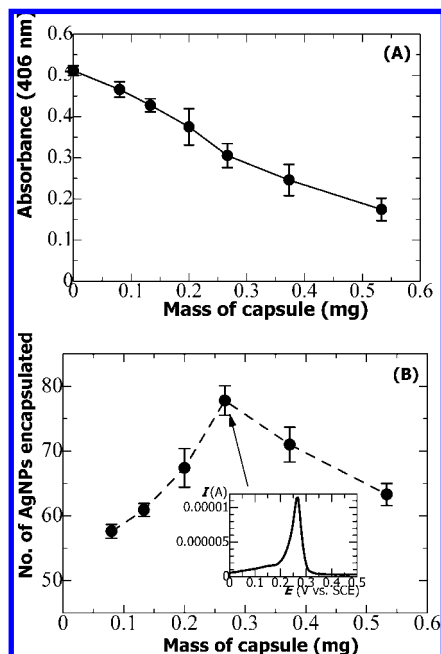 0.6
(A)
0.5
0.4
0.3
0.2
0.1
0
Absorbance (406 nm)
0 0.1 0.2 0.3 0.4 0.5 0.6
Mass of capsule (mg)
(B)
80
70
60
50
No. of AgNPs encapsulated
I (A)
0.00001
0.000005
0
0 0.1 0.2 0.3 0.4 0.5
E (V vs. SCE)
0 0.1 0.2 0.3 0.4 0.5 0.6
Mass of capsule (mg)